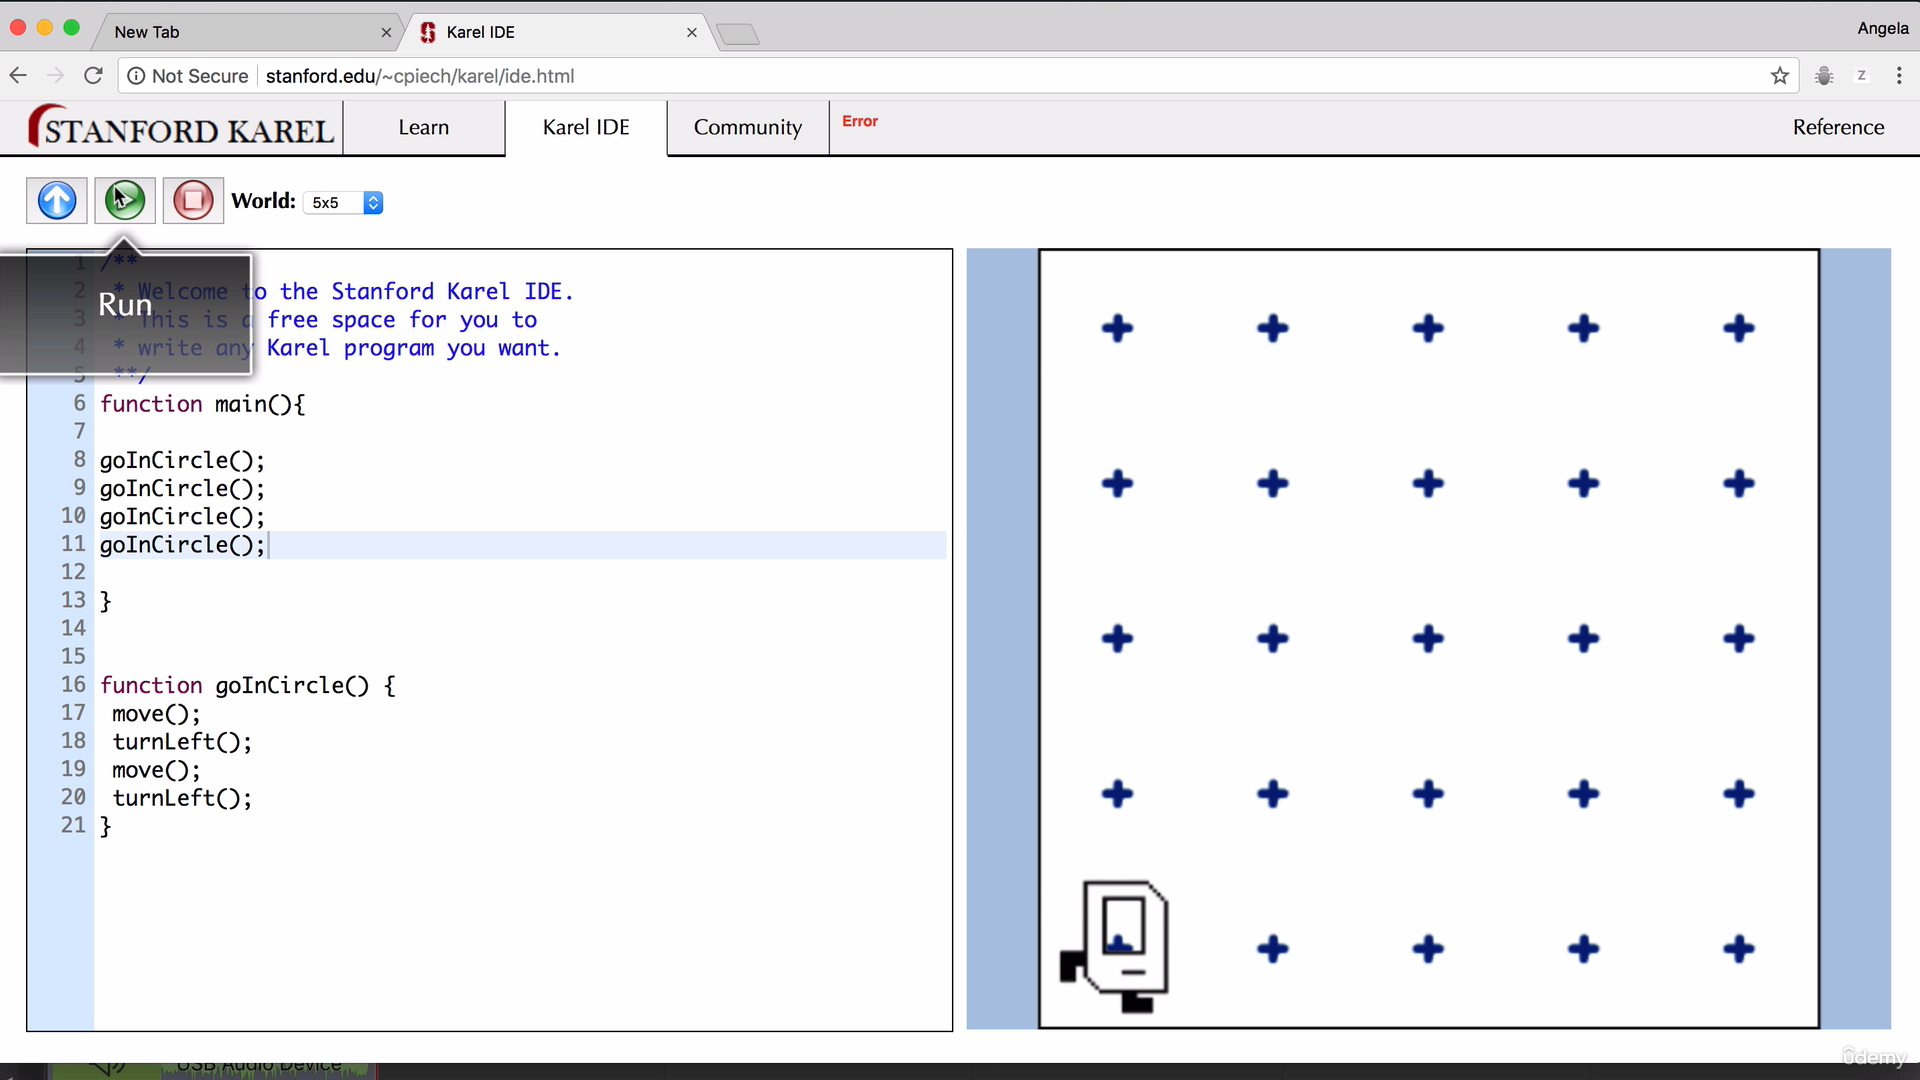 New Tab
Karel IDE
Angela
Not Secure
stanford.edu/~cpiech/karel/ide.html
Z
STANFORD KAREL
Learn
Karel IDE
Community
Error
Reference
World:
5x5
Run
1 /**
2 * Welcome to the Stanford Karel IDE.
3 * This is a free space for you to
4 * write any Karel program you want.
5 **/
6 function main(){
7
8 goInCircle();
9 goInCircle();
10 goInCircle();
11 goInCircle();
12
13 }
14
15
16 function goInCircle() {
17 move();
18 turnLeft();
19 move();
20 turnLeft();
21 }
USB Audio Device
ûdemy